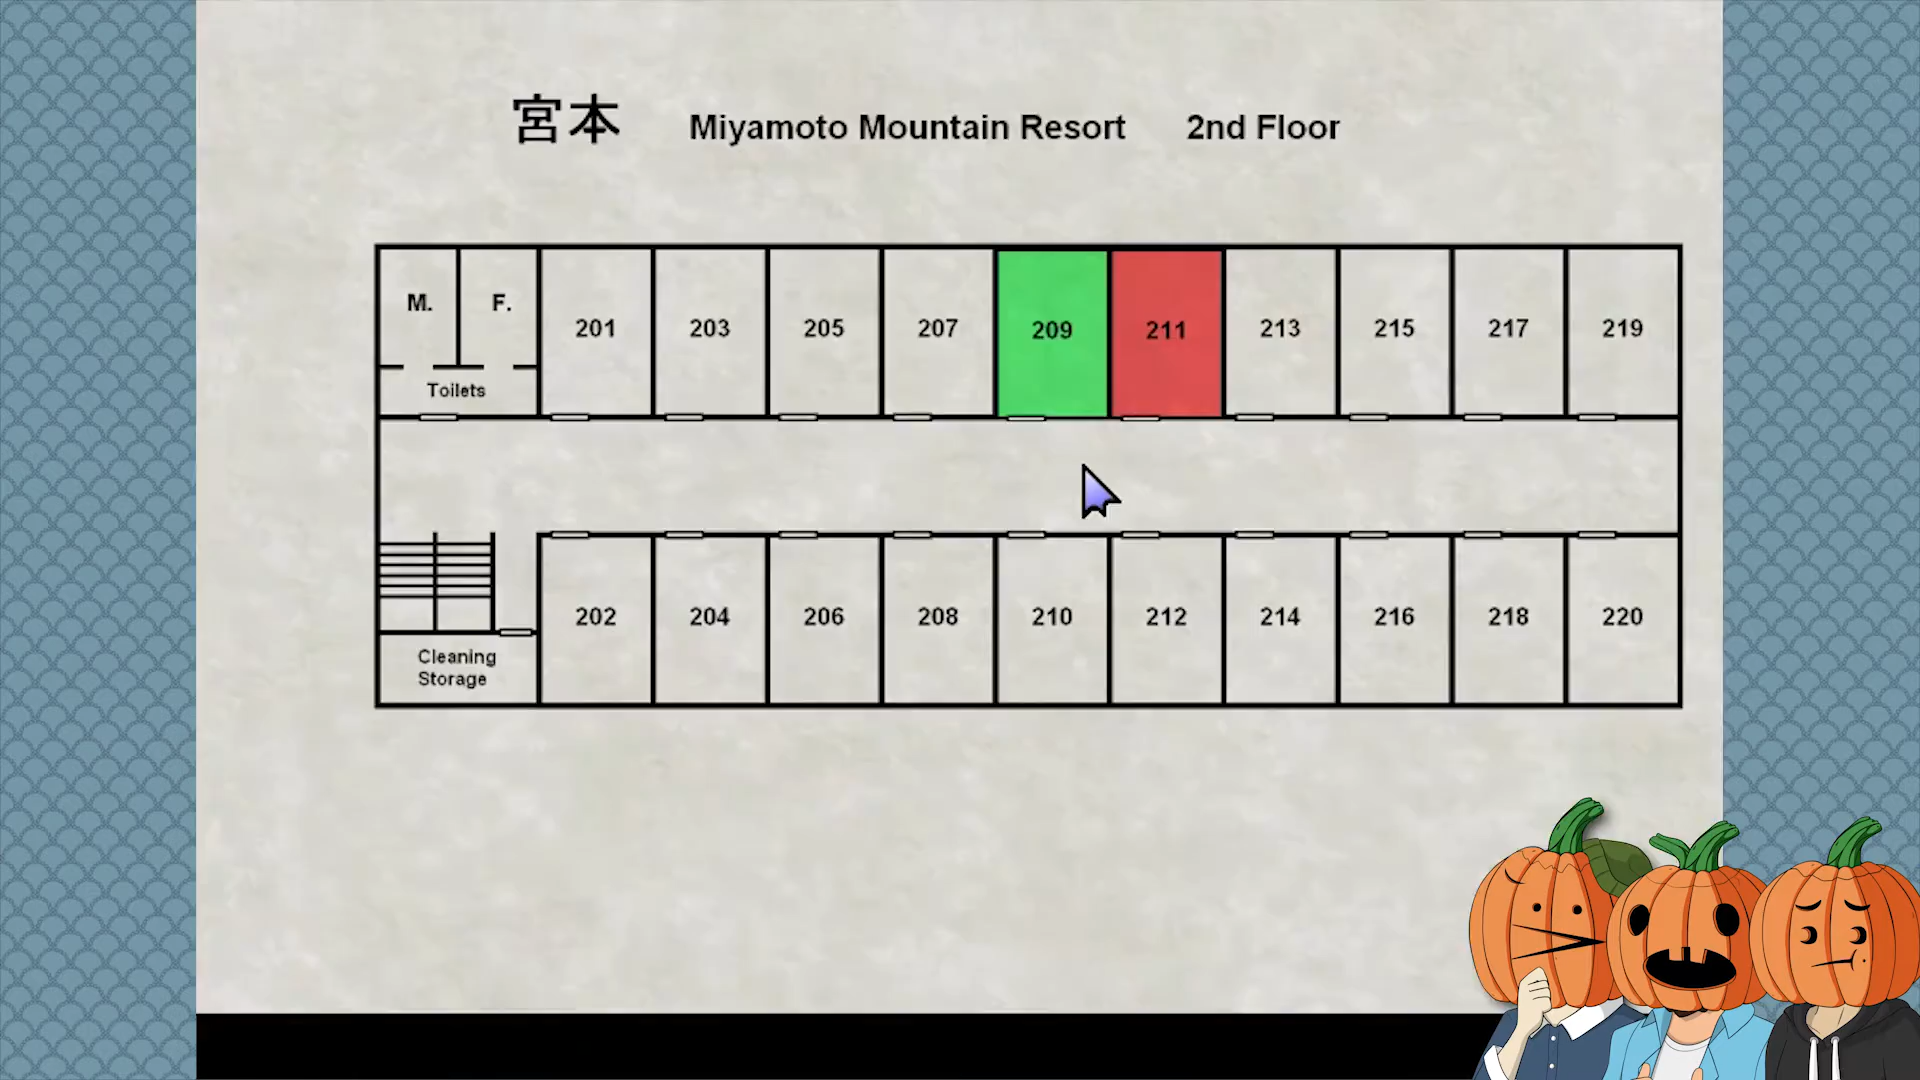 宮本 Miyamoto Mountain Resort 2nd Floor
M. F. 201 203 205 207 209 211 213 215 217 219
Toilets
202 204 206 208 210 212 214 216 218 220
Cleaning
Storage